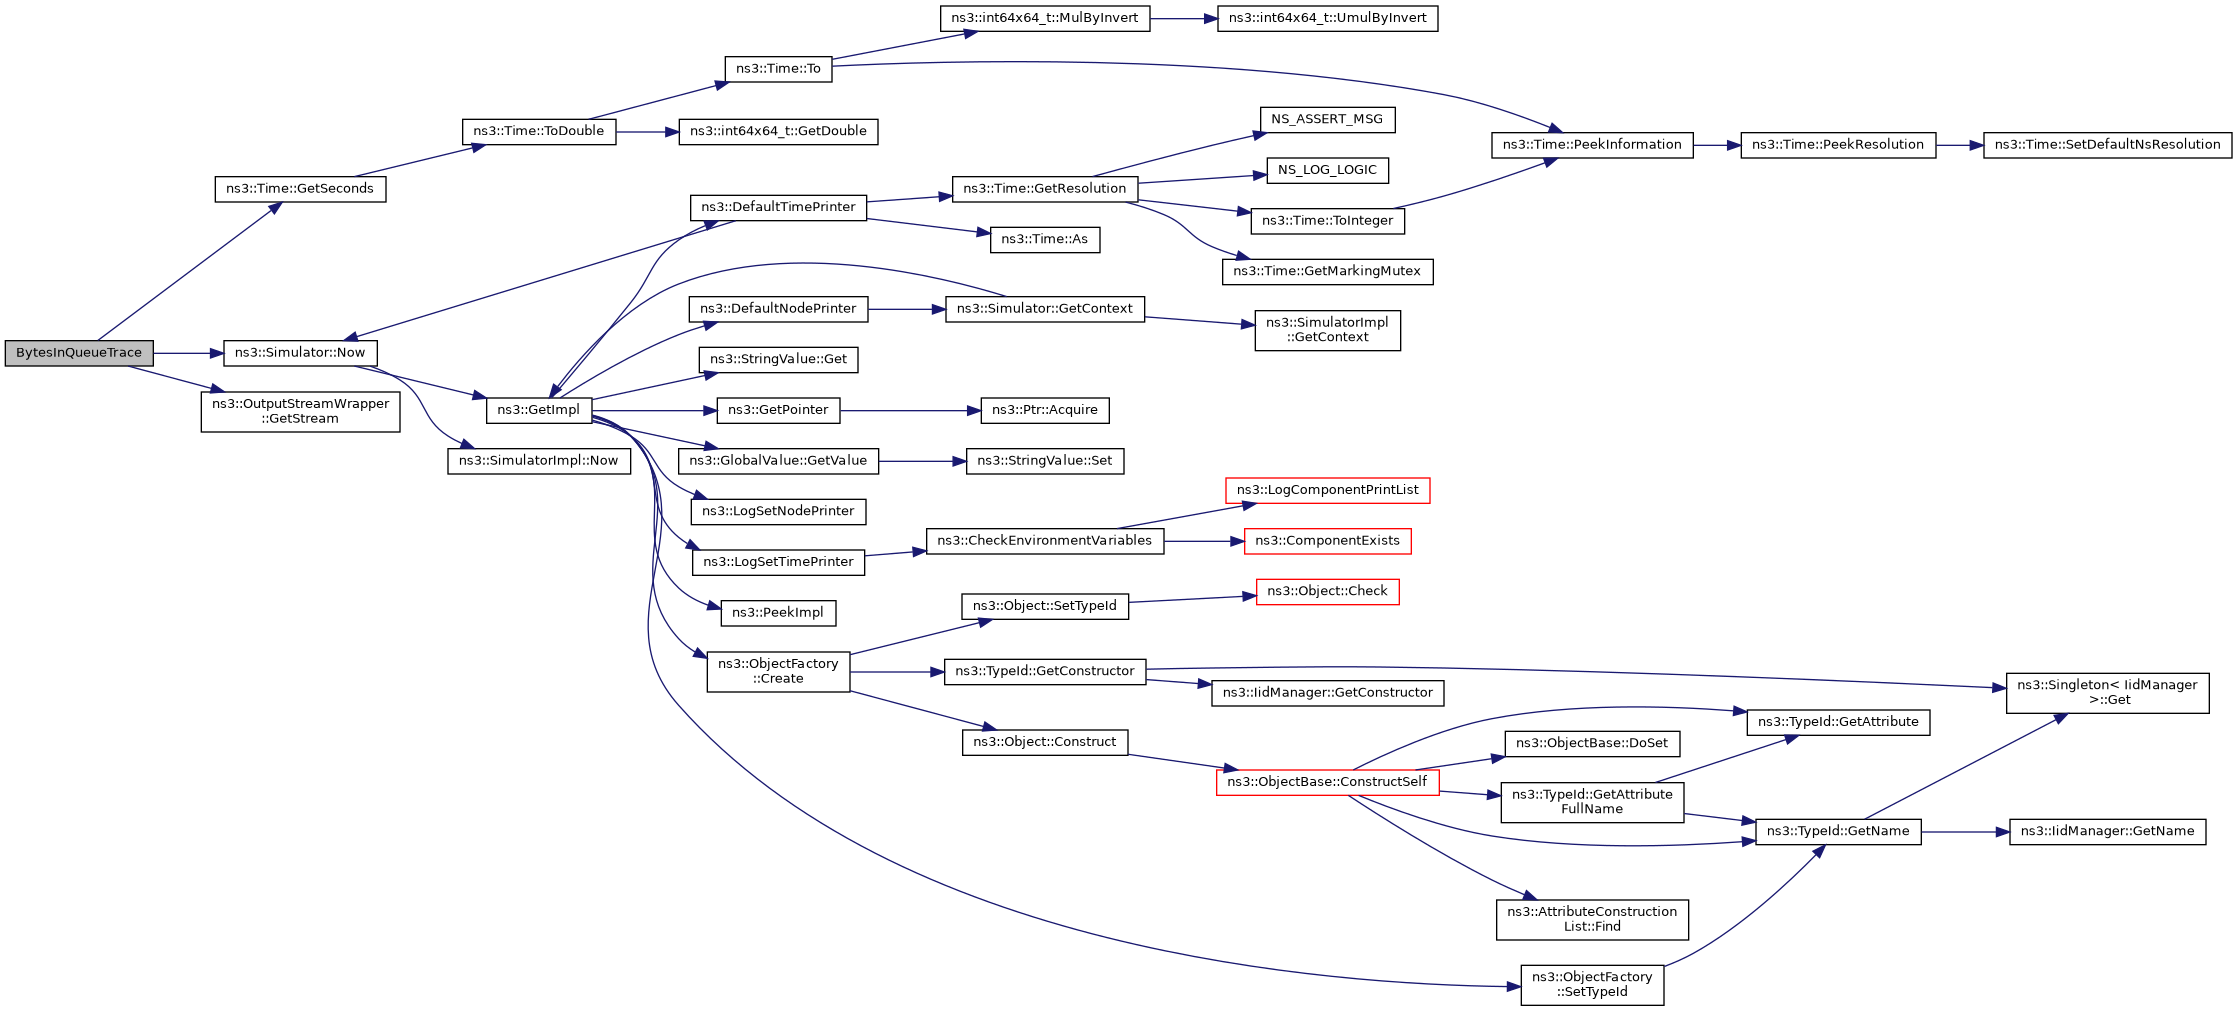 ns3::int64x64_t::MulByInvert
ns3::int64x64_t::UmulByInvert
ns3::Time::To
NS_ASSERT_MSG
ns3::Time::ToDouble
ns3::int64x64_t::GetDouble
ns3::Time::PeekInformation
ns3::Time::PeekResolution
ns3::Time::SetDefaultNsResolution
NS_LOG_LOGIC
ns3::Time::GetSeconds
ns3::DefaultTimePrinter
ns3::Time::GetResolution
ns3::Time::ToInteger
ns3::Time::As
ns3::Time::GetMarkingMutex
ns3::DefaultNodePrinter
ns3::Simulator::GetContext
ns3::SimulatorImpl
::GetContext
BytesInQueueTrace
ns3::Simulator::Now
ns3::StringValue::Get
ns3::OutputStreamWrapper
::GetStream
ns3::GetImpl
ns3::GetPointer
ns3::Ptr::Acquire
ns3::SimulatorImpl::Now
ns3::GlobalValue::GetValue
ns3::StringValue::Set
ns3::LogComponentPrintList
ns3::LogSetNodePrinter
ns3::CheckEnvironmentVariables
ns3::ComponentExists
ns3::LogSetTimePrinter
ns3::Object::Check
ns3::Object::SetTypeId
ns3::PeekImpl
ns3::ObjectFactory
::Create
ns3::TypeId::GetConstructor
ns3::IidManager::GetConstructor
ns3::Singleton< IidManager
>::Get
ns3::TypeId::GetAttribute
ns3::Object::Construct
ns3::ObjectBase::DoSet
ns3::ObjectBase::ConstructSelf
ns3::TypeId::GetAttribute
FullName
ns3::TypeId::GetName
ns3::IidManager::GetName
ns3::AttributeConstruction
List::Find
ns3::ObjectFactory
::SetTypeId